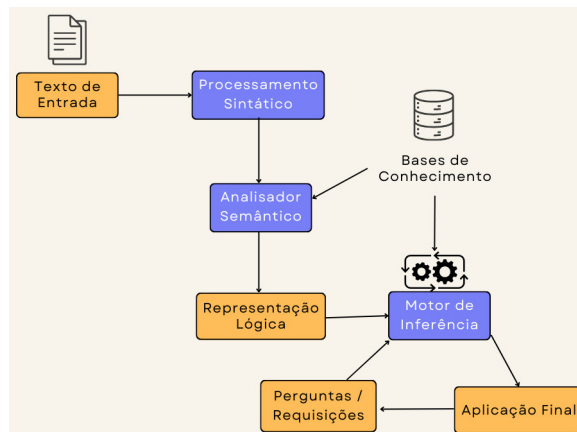 Texto de
Entrada
Processamento
Sintático
Bases de
Conhecimento
Analisador
Semântico
Representação
Lógica
Motor de
Inferência
Perguntas /
Requisições
Aplicação Final